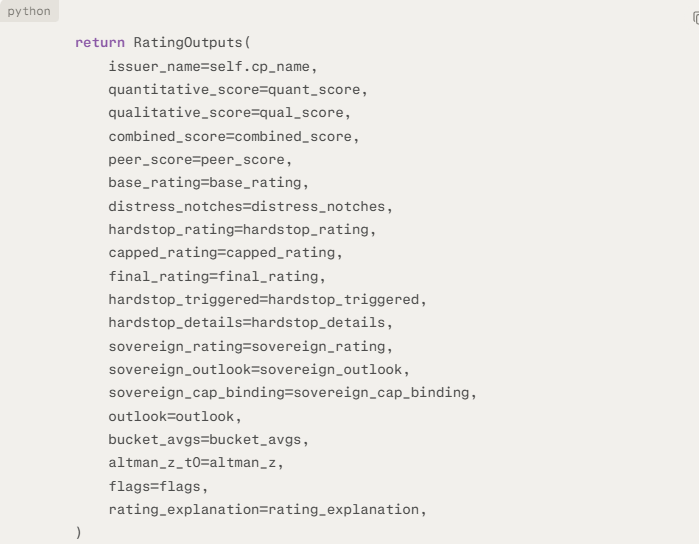 python
return RatingOutputs(
    issuer_name=self.cp_name,
    quantitative_score=quant_score,
    qualitative_score=qual_score,
    combined_score=combined_score,
    peer_score=peer_score,
    base_rating=base_rating,
    distress_notches=distress_notches,
    hardstop_rating=hardstop_rating,
    capped_rating=capped_rating,
    final_rating=final_rating,
    hardstop_triggered=hardstop_triggered,
    hardstop_details=hardstop_details,
    sovereign_rating=sovereign_rating,
    sovereign_outlook=sovereign_outlook,
    sovereign_cap_binding=sovereign_cap_binding,
    outlook=outlook,
    bucket_avgs=bucket_avgs,
    altman_z_t0=altman_z,
    flags=flags,
    rating_explanation=rating_explanation,
)